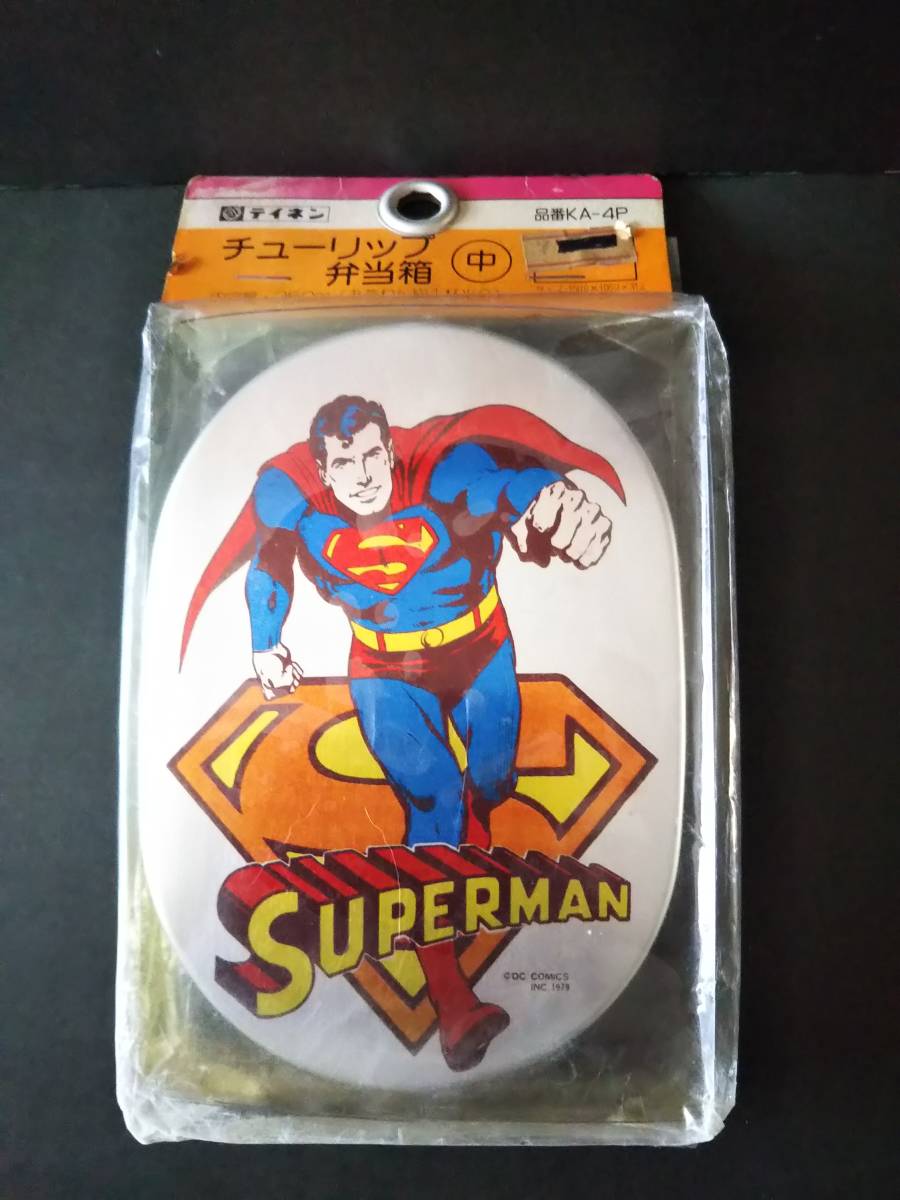 テイネン
品番KA-4P
チューリップ
弁当箱 中
SUPERMAN
©DC COMICS
INC. 1979